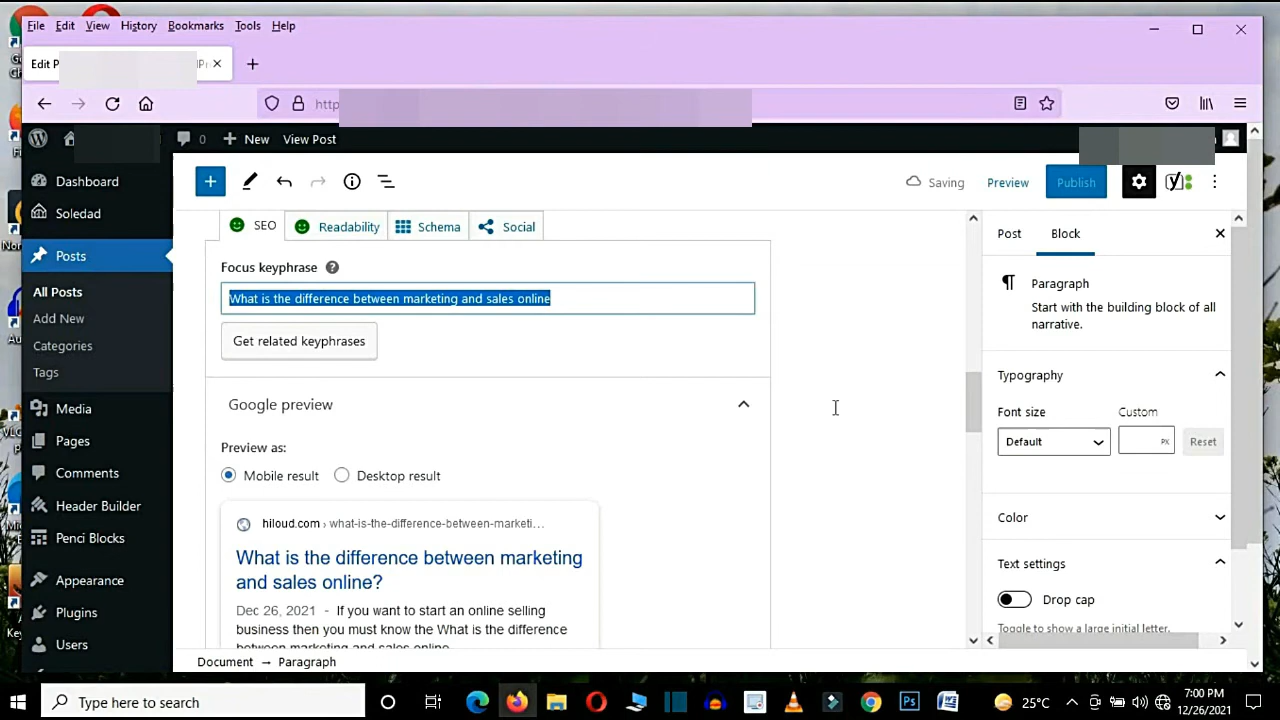 File Edit View History Bookmarks Tools Help
Edit P
http
0 New View Post
Dashboard
Soledad
Posts
All Posts
Add New
Categories
Tags
Media
Pages
Comments
Header Builder
Penci Blocks
Appearance
Plugins
Users
Saving Preview Publish
SEO Readability Schema Social
Focus keyphrase
What is the difference between marketing and sales online
Get related keyphrases
Google preview
Preview as:
Mobile result Desktop result
hiloud.com › what-is-the-difference-between-marketi…
What is the difference between marketing
and sales online?
Dec 26, 2021 - If you want to start an online selling
business then you must know the What is the difference
between marketing and sales online
Document → Paragraph
Post Block
Paragraph
Start with the building block of all
narrative.
Typography
Font size Custom
Default PX Reset
Color
Text settings
Drop cap
Toggle to show a large initial letter.
Type here to search
25°C
7:00 PM
12/26/2021